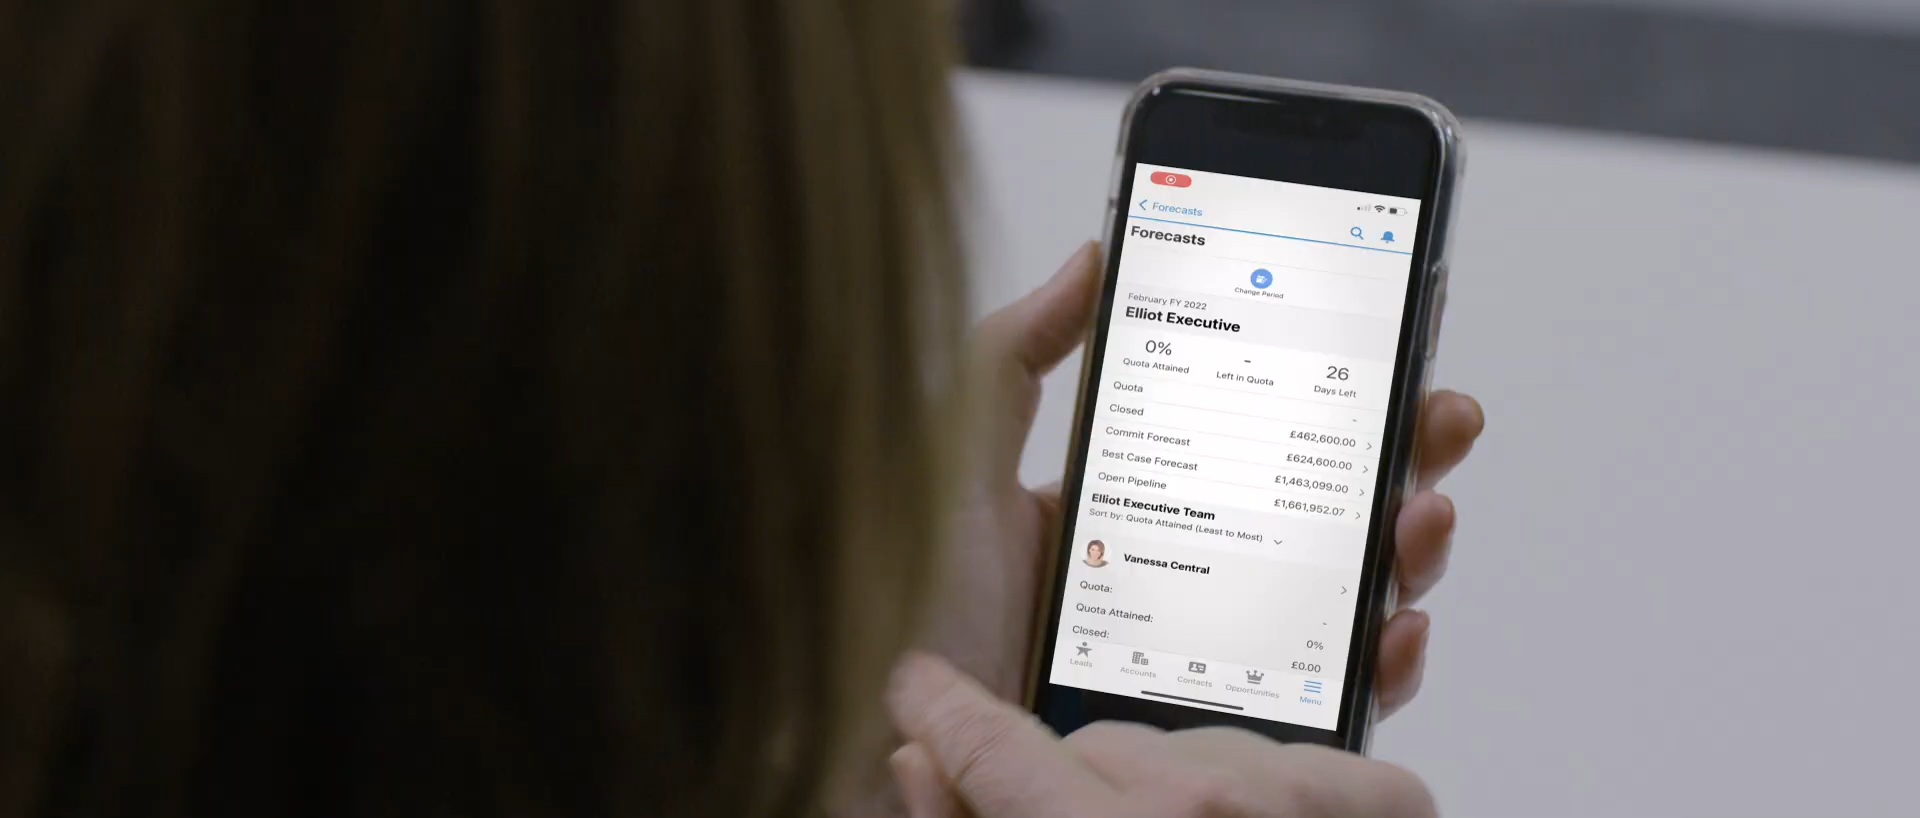 Forecasts
Forecasts
Change Period
February FY 2022
Elliot Executive
0% - 26
Quota Attained Left in Quota Days Left
Quota -
Closed £462,600.00
Commit Forecast £624,600.00
Best Case Forecast £1,463,099.00
Open Pipeline £1,661,952.07
Elliot Executive Team
Sort by: Quota Attained (Least to Most)
Vanessa Central
Quota: -
Quota Attained: 0%
Closed: £0.00
Leads Accounts Contacts Opportunities Menu